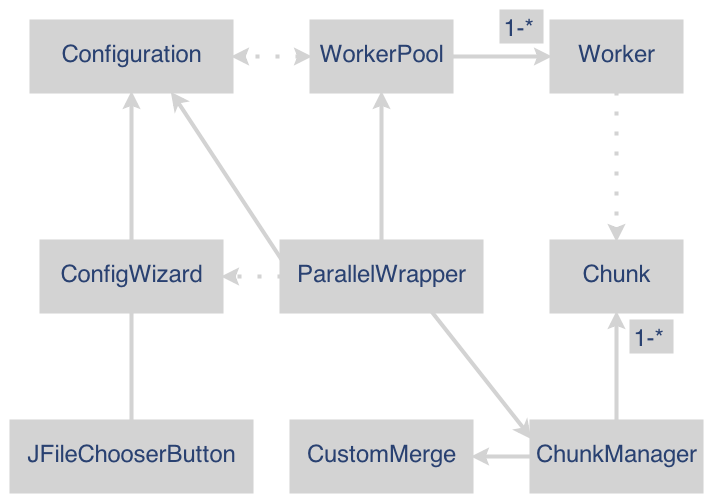 1-*
Configuration
WorkerPool
Worker
ConfigWizard
ParallelWrapper
Chunk
1-*
JFileChooserButton
CustomMerge
ChunkManager